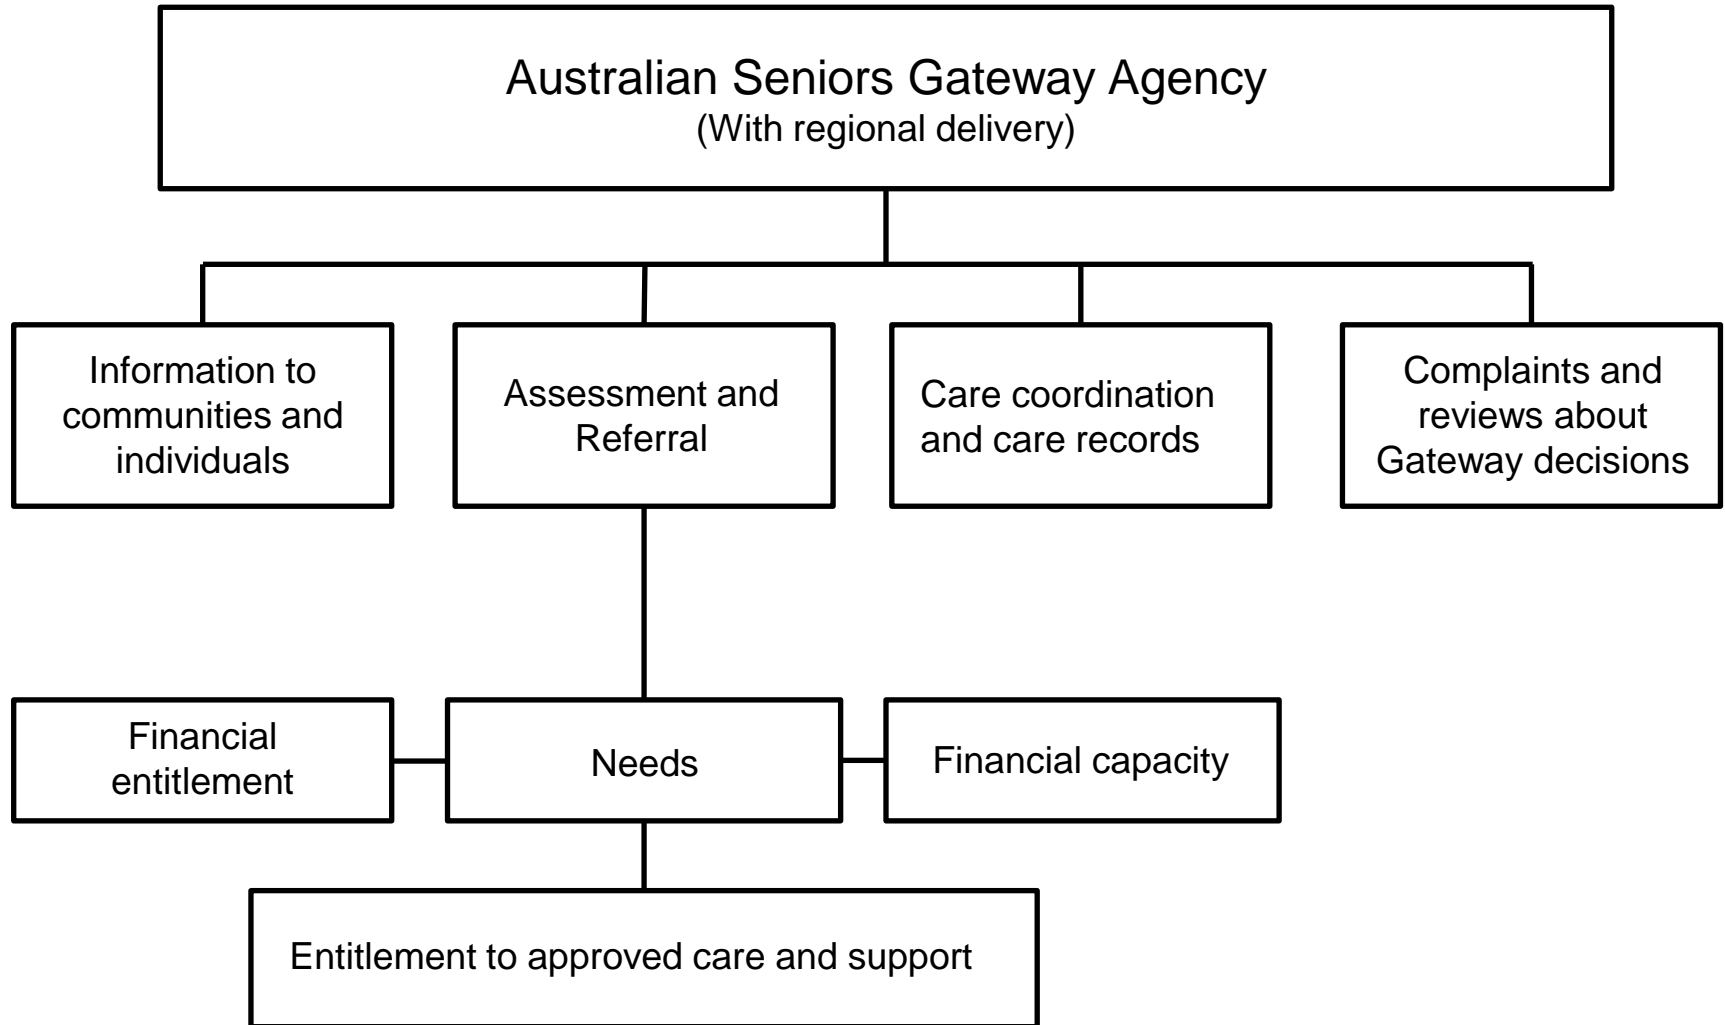 Australian Seniors Gateway Agency
(With regional delivery)
Information to
communities and
individuals
Assessment and
Referral
Care coordination
and care records
Complaints and
reviews about
Gateway decisions
Financial
entitlement
Needs
Financial capacity
Entitlement to approved care and support